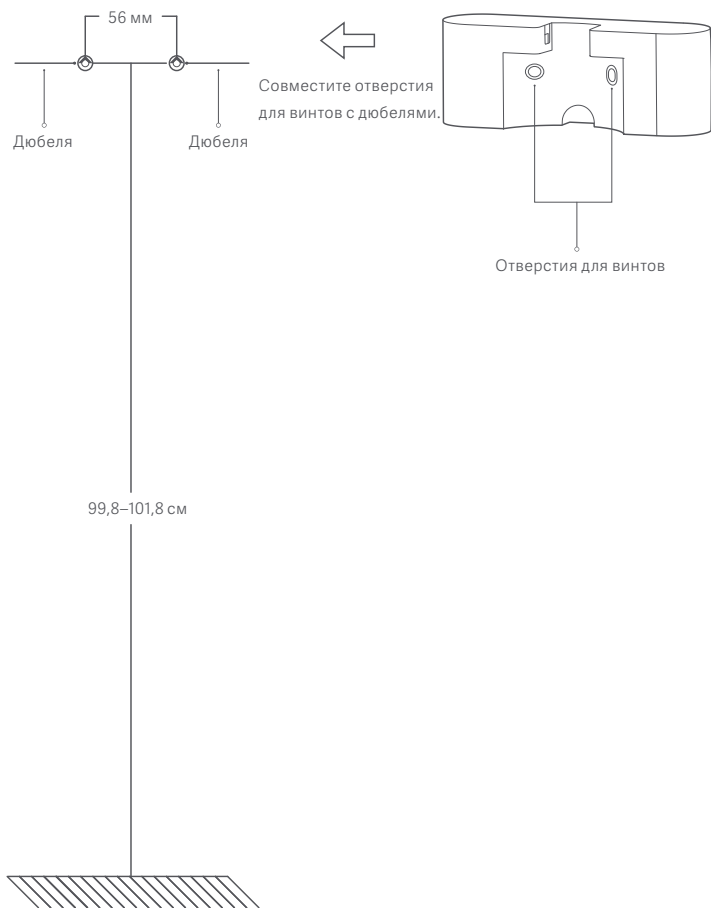 56 мм
Совместите отверстия
для винтов с дюбелями.
Дюбеля
Дюбеля
Отверстия для винтов
99,8–101,8 см